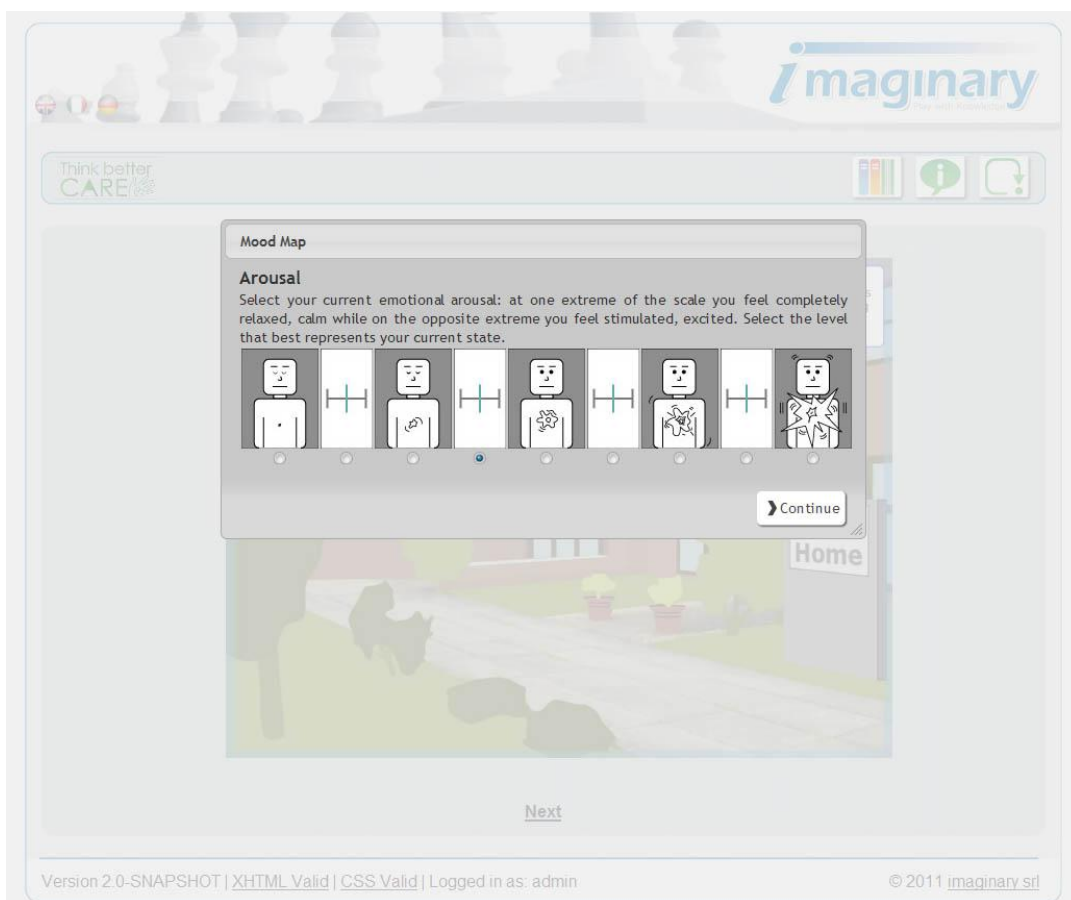 imaginary
Play with Knowledge
Think better
CARE
Mood Map
Arousal
Select your current emotional arousal: at one extreme of the scale you feel completely
relaxed, calm while on the opposite extreme you feel stimulated, excited. Select the level
that best represents your current state.
Continue
Home
Next
Version 2.0-SNAPSHOT | XHTML Valid | CSS Valid | Logged in as: admin
© 2011 imaginary srl